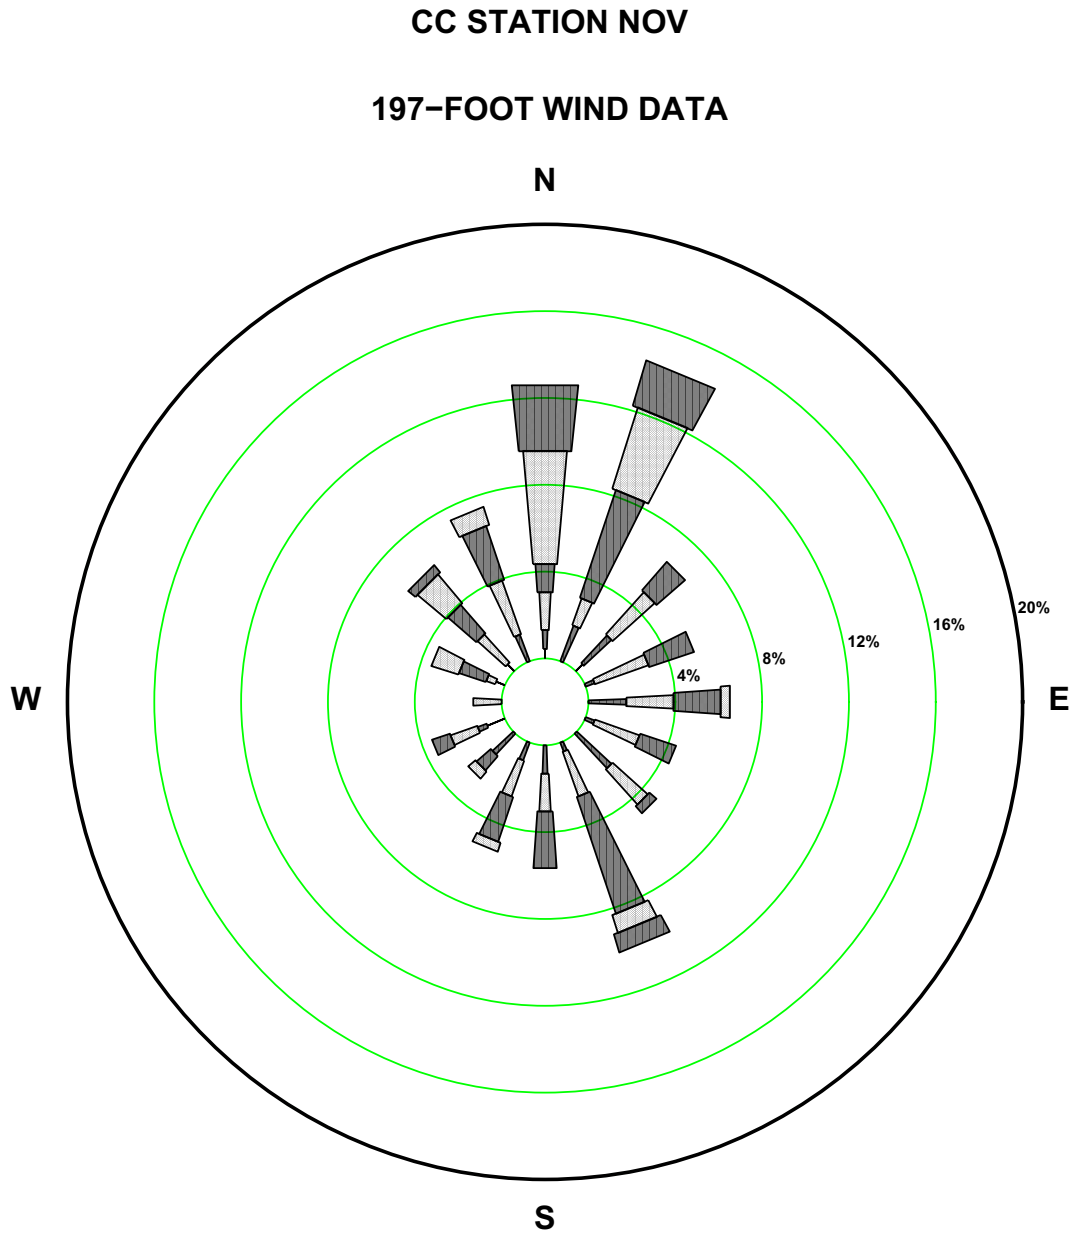 CC STATION NOV
197−FOOT WIND DATA
N
20%
16%
12%
8%
4%
W
E
S